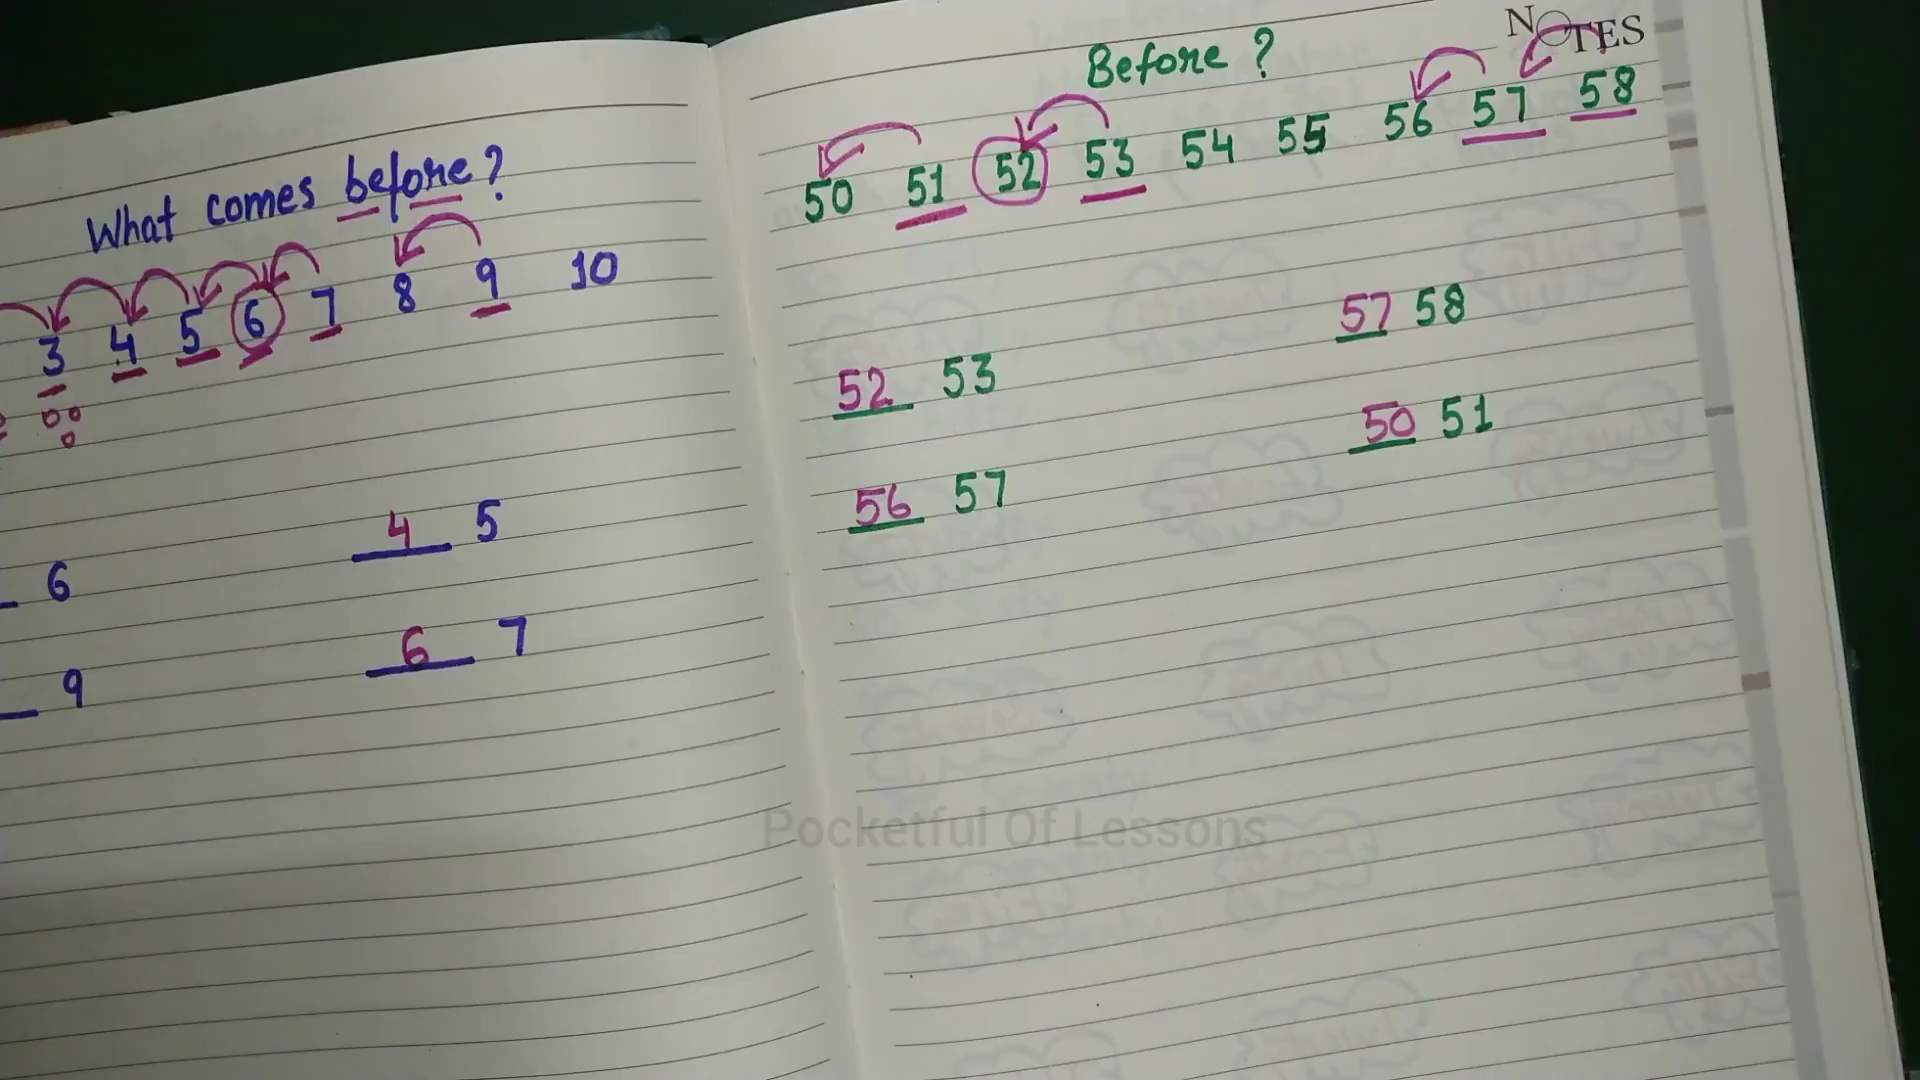 What comes before?
3 4 5 6 7 8 9 10
4 5
6
6 7
9
NOTES
Before ?
50 51 52 53 54 55 56 57 58
52 53
57 58
56 57
50 51
Pocketful Of Lessons